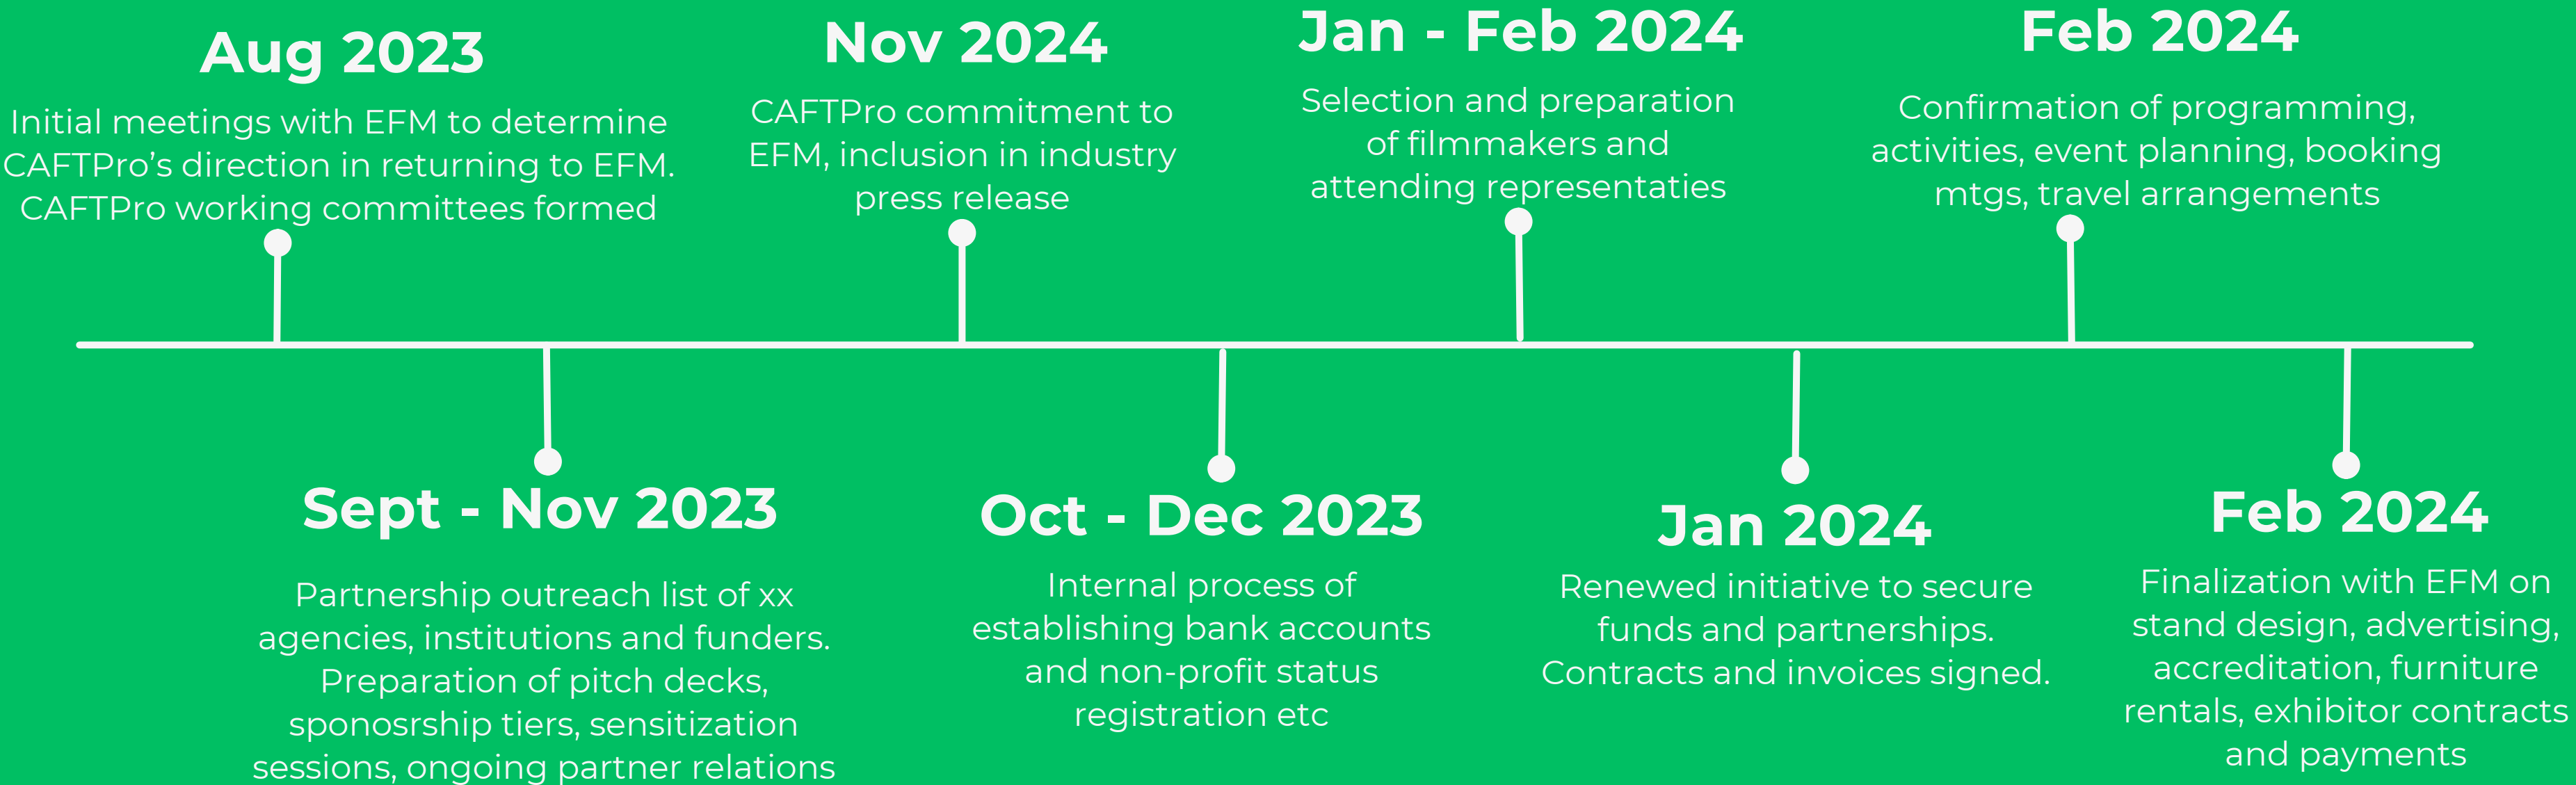 Aug 2023
Initial meetings with EFM to determine
CAFTPro’s direction in returning to EFM.
CAFTPro working committees formed
Sept - Nov 2023
Partnership outreach list of xx
agencies, institutions and funders.
Preparation of pitch decks,
sponosrship tiers, sensitization
sessions, ongoing partner relations
Nov 2024
CAFTPro commitment to
EFM, inclusion in industry
press release
Oct - Dec 2023
Internal process of
establishing bank accounts
and non-profit status
registration etc
Jan - Feb 2024
Selection and preparation
of filmmakers and
attending representaties
Jan 2024
Renewed initiative to secure
funds and partnerships.
Contracts and invoices signed.
Feb 2024
Confirmation of programming,
activities, event planning, booking
mtgs, travel arrangements
Feb 2024
Finalization with EFM on
stand design, advertising,
accreditation, furniture
rentals, exhibitor contracts
and payments